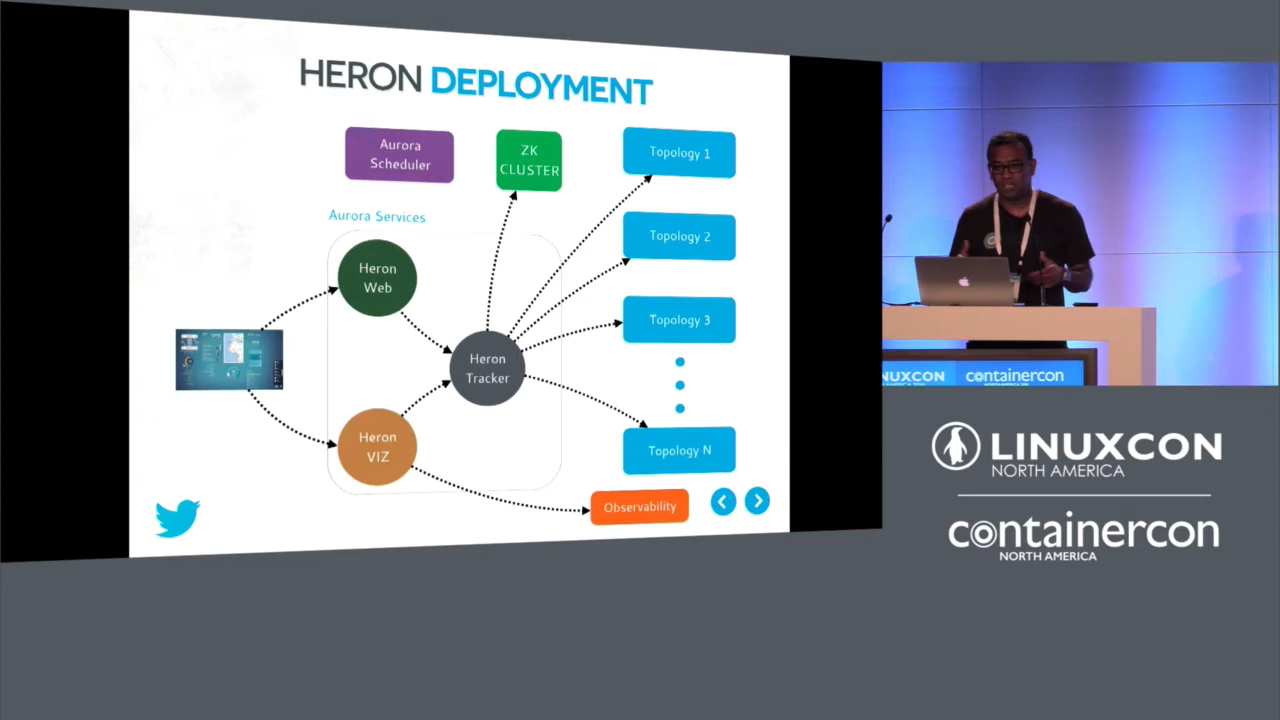 HERON DEPLOYMENT
Aurora
Scheduler
ZK
CLUSTER
Topology 1
Aurora Services
Topology 2
Heron
Web
Topology 3
Heron
Tracker
Heron
VIZ
Topology N
Observability
NUXCON
containercon
LINUXCON
NORTH AMERICA
containercon
NORTH AMERICA